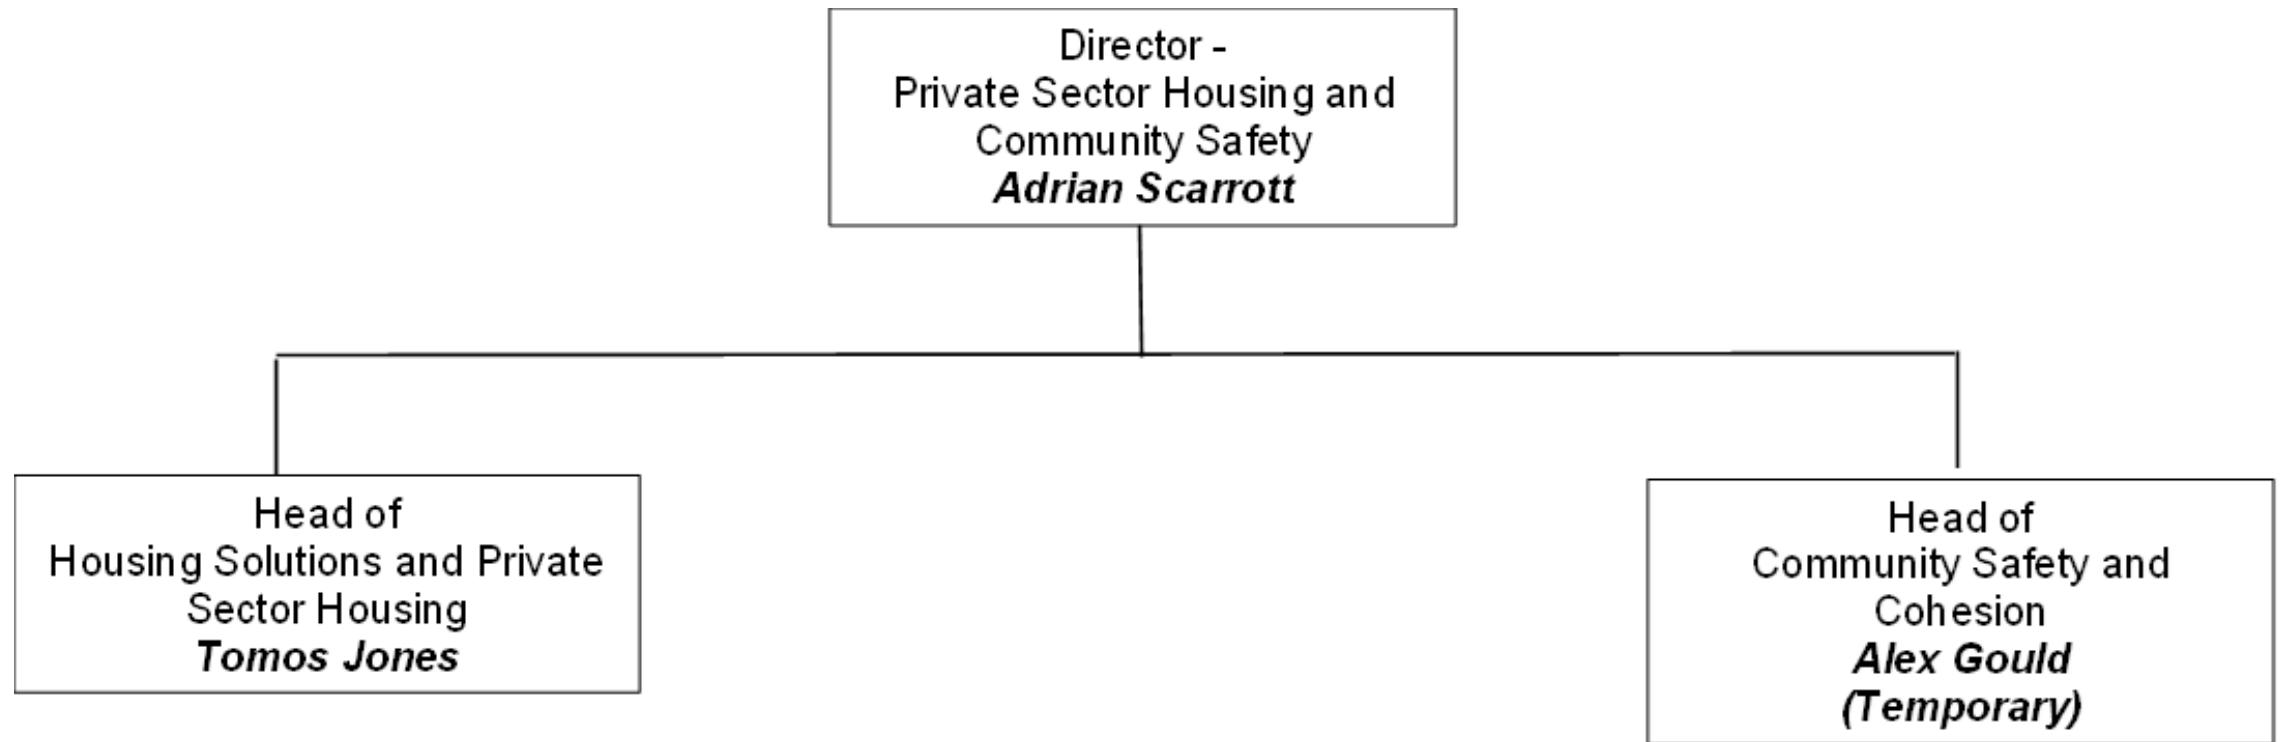 Director -
Private Sector Housing and
Community Safety
Adrian Scarrott
Head of
Housing Solutions and Private
Sector Housing
Tomos Jones
Head of
Community Safety and
Cohesion
Alex Gould
(Temporary)